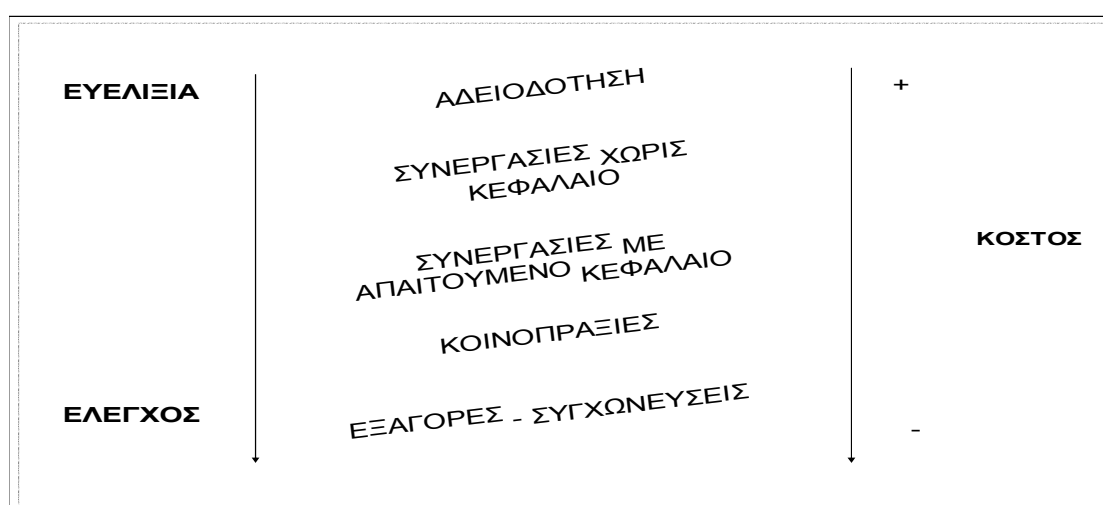 ΕΥΕΛΙΞΙΑ
ΑΔΕΙΟΔΟΤΗΣΗ
+
ΣΥΝΕΡΓΑΣΙΕΣ ΧΩΡΙΣ
ΚΕΦΑΛΑΙΟ
ΣΥΝΕΡΓΑΣΙΕΣ ΜΕ
ΑΠΑΙΤΟΥΜΕΝΟ ΚΕΦΑΛΑΙΟ
ΚΟΣΤΟΣ
ΚΟΙΝΟΠΡΑΞΙΕΣ
ΕΛΕΓΧΟΣ
ΕΞΑΓΟΡΕΣ - ΣΥΓΧΩΝΕΥΣΕΙΣ
-